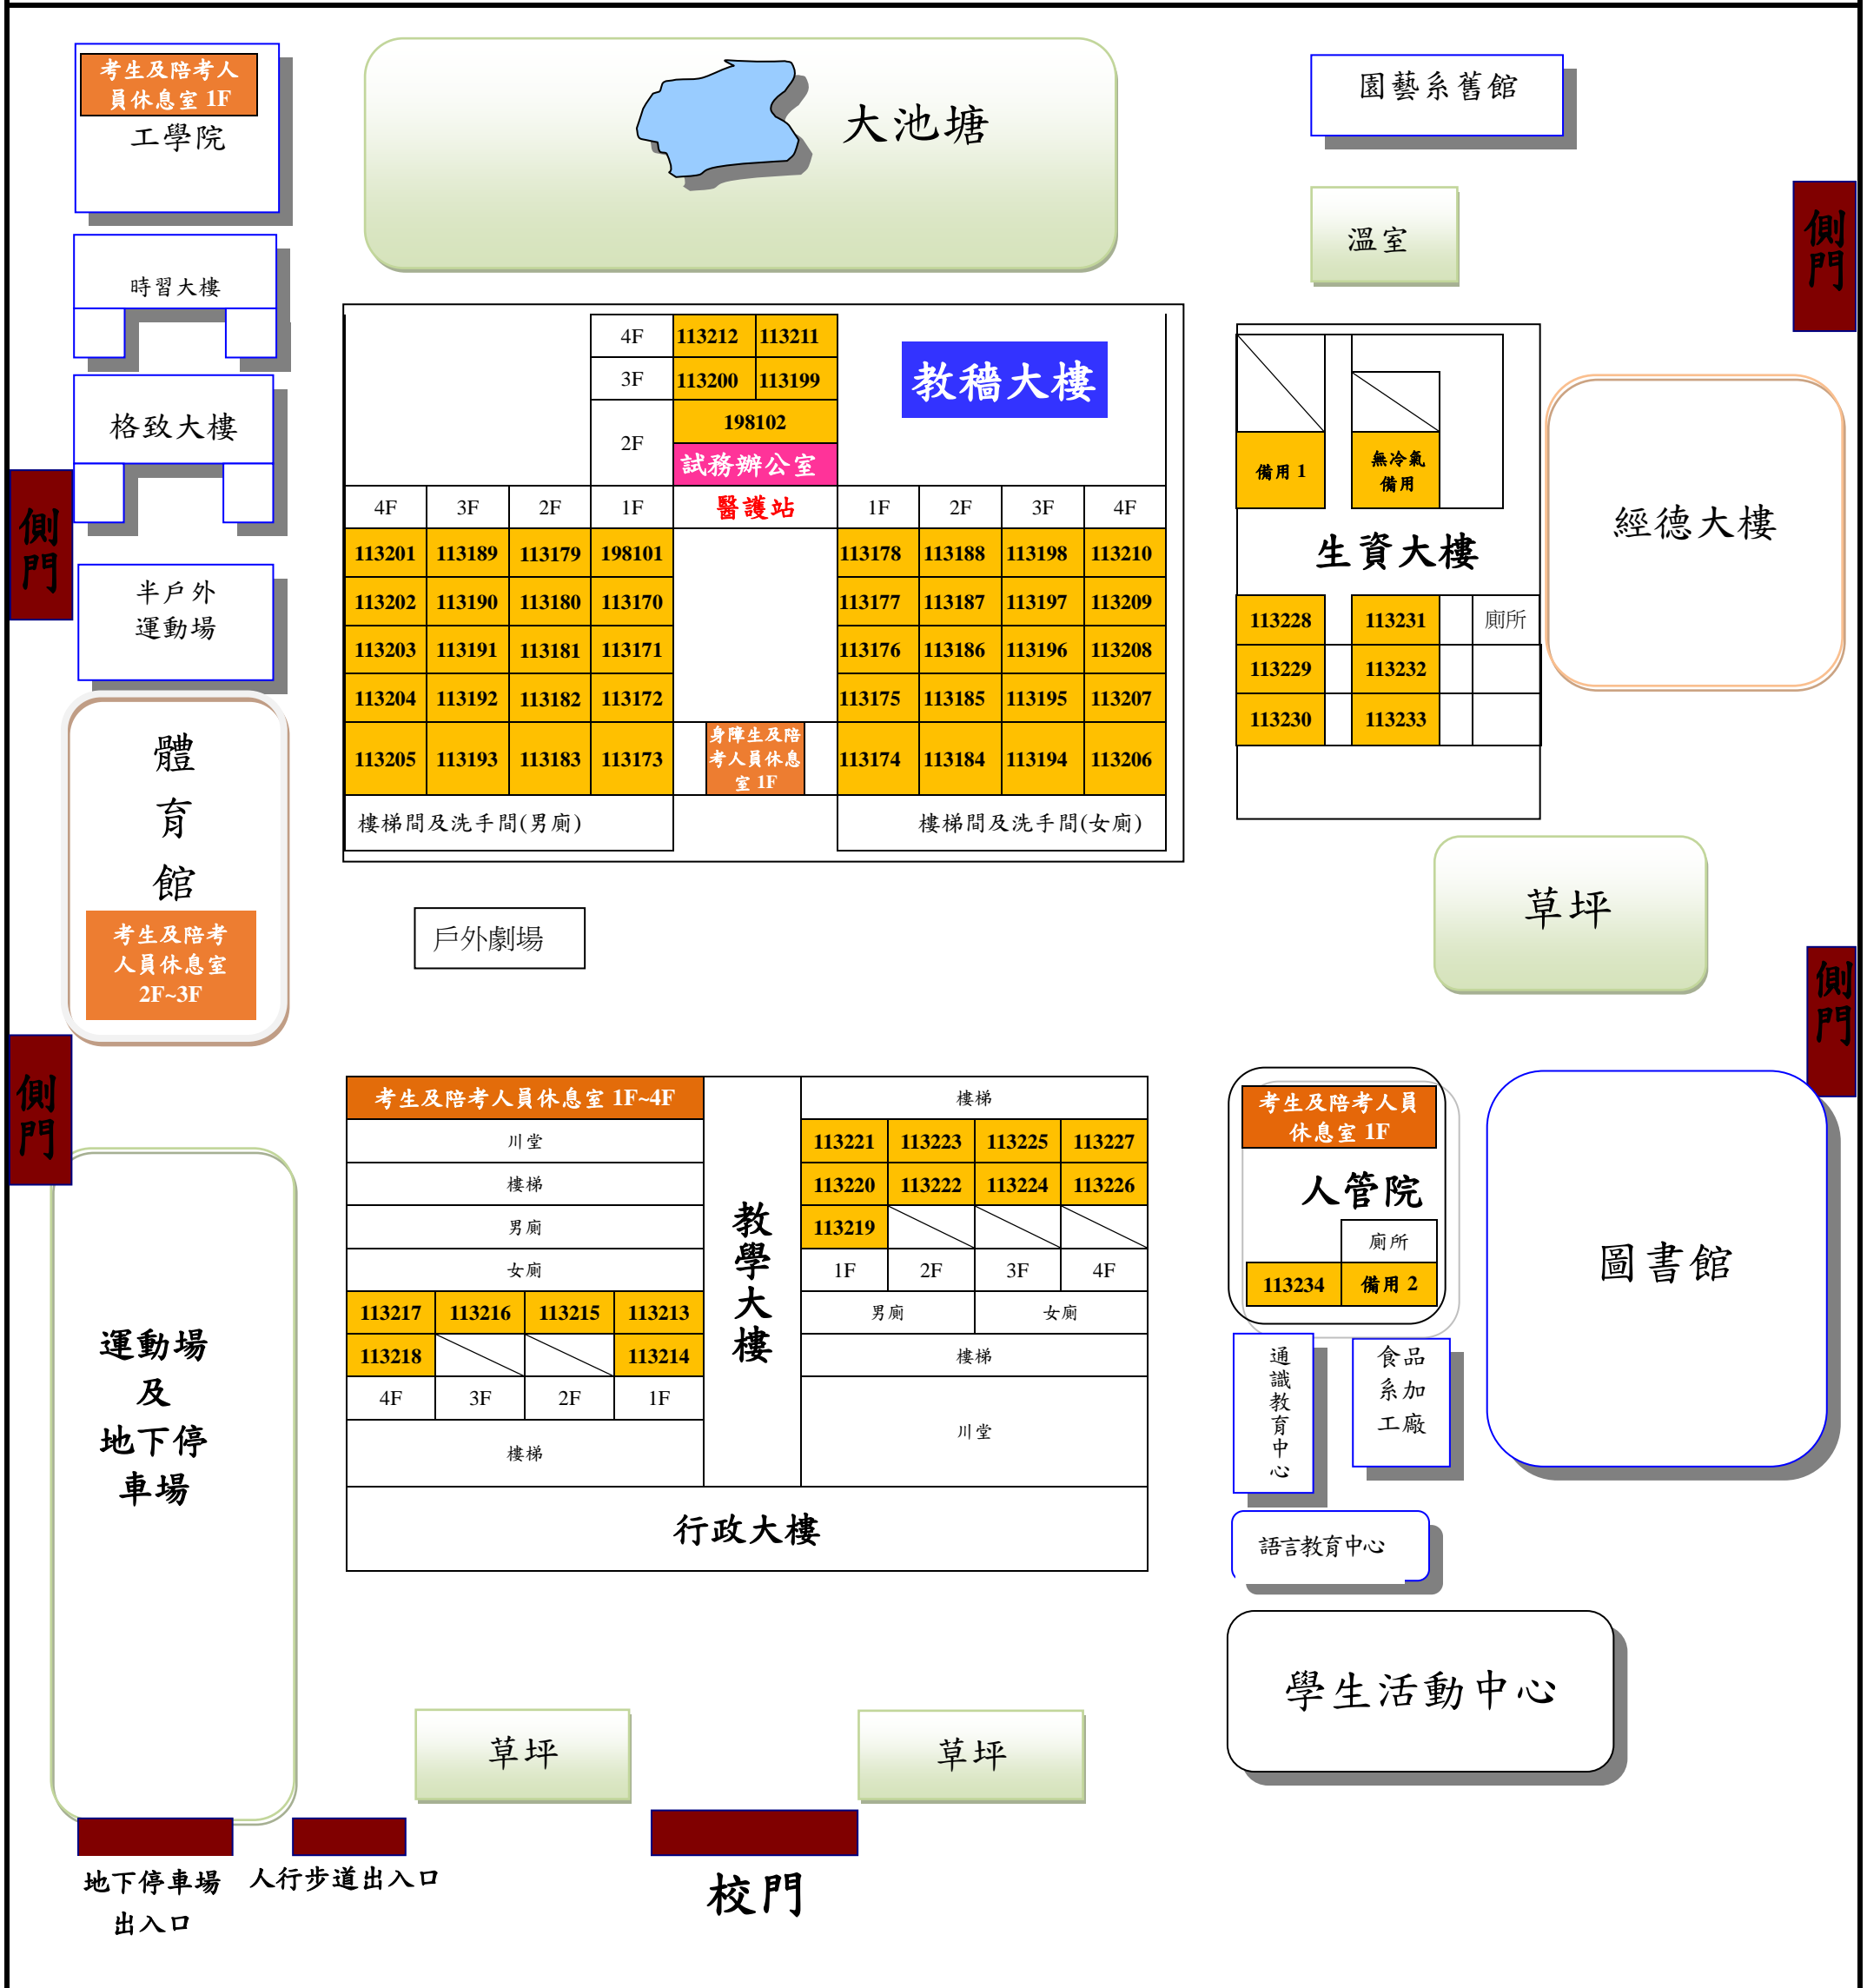 考生及陪考人
員休息室 1F
工學院
大池塘
園藝系舊館
溫室
側門
時習大樓
格致大樓
側門
半戶外
運動場
體育館
考生及陪考
人員休息室
2F~3F
側門
4F 113212 113211
3F 113200 113199
2F 198102
試務辦公室
教穡大樓
4F 3F 2F 1F 醫護站 1F 2F 3F 4F
113201 113189 113179 198101 113178 113188 113198 113210
113202 113190 113180 113170 113177 113187 113197 113209
113203 113191 113181 113171 113176 113186 113196 113208
113204 113192 113182 113172 113175 113185 113195 113207
113205 113193 113183 113173 113174 113184 113194 113206
身障生及陪
考人員休息
室 1F
樓梯間及洗手間(男廁) 樓梯間及洗手間(女廁)
備用 1
無冷氣
備用
生資大樓
113228 113231 廁所
113229 113232
113230 113233
經德大樓
草坪
側門
戶外劇場
考生及陪考人員休息室 1F~4F
川堂
樓梯
男廁
女廁
113217 113216 113215 113213
113218 113214
4F 3F 2F 1F
樓梯
教學大樓
樓梯
113221 113223 113225 113227
113220 113222 113224 113226
113219
1F 2F 3F 4F
男廁 女廁
樓梯
川堂
行政大樓
考生及陪考人員
休息室 1F
人管院
廁所
113234 備用 2
圖書館
通識教育中心
食品
系加
工廠
語言教育中心
學生活動中心
運動場
及
地下停
車場
草坪
草坪
地下停車場
出入口
人行步道出入口
校門